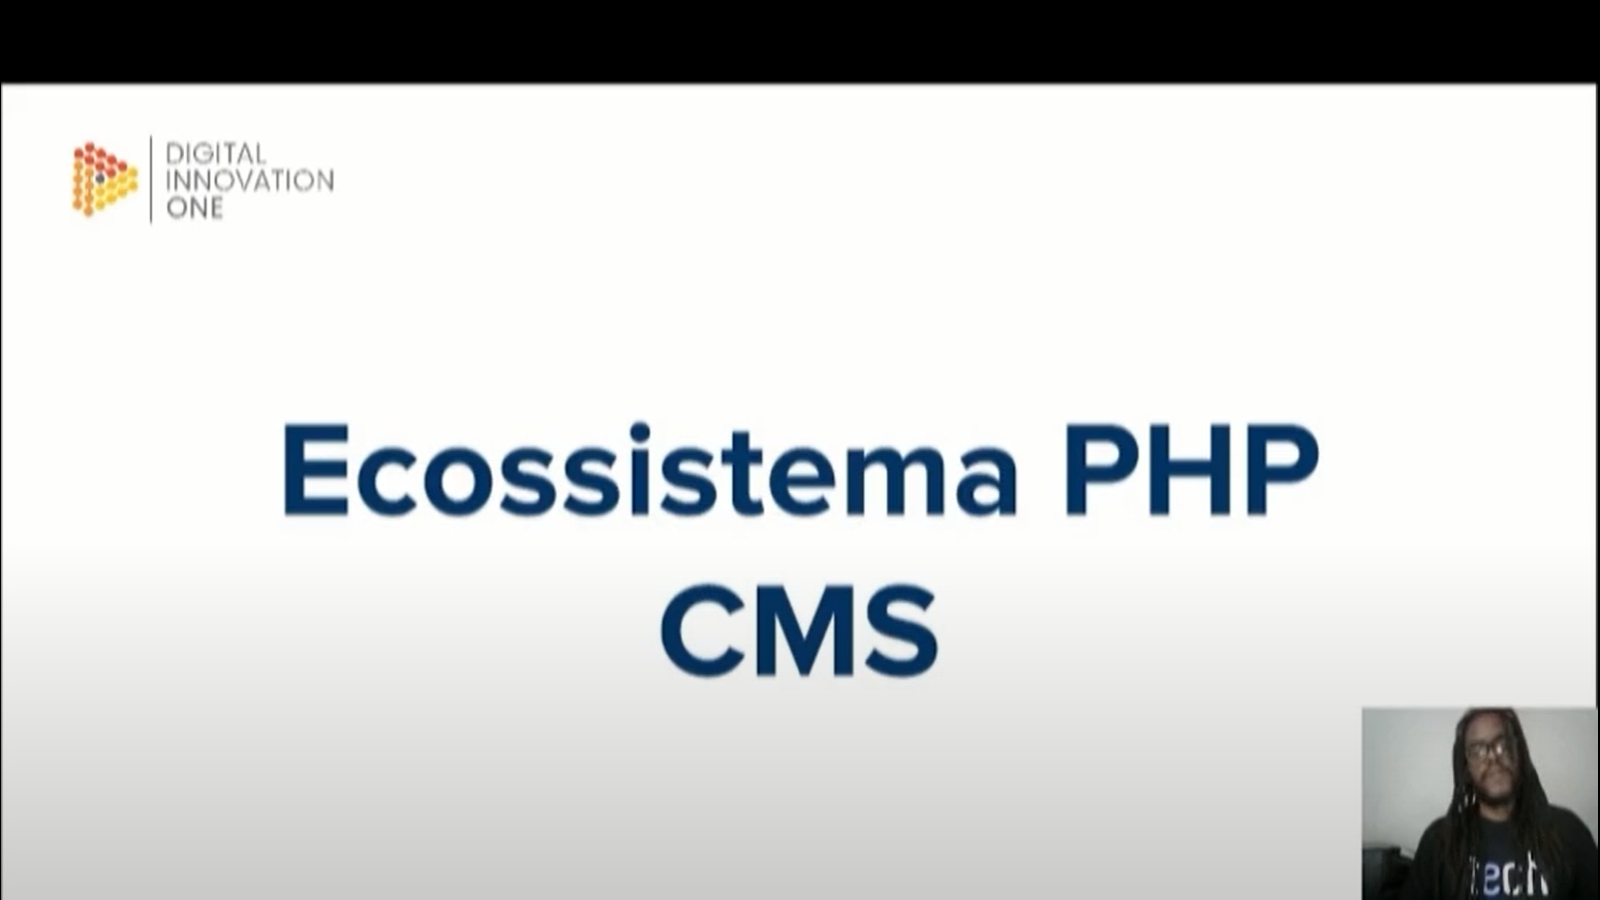 DIGITAL
INNOVATION
ONE
Ecossistema PHP
CMS